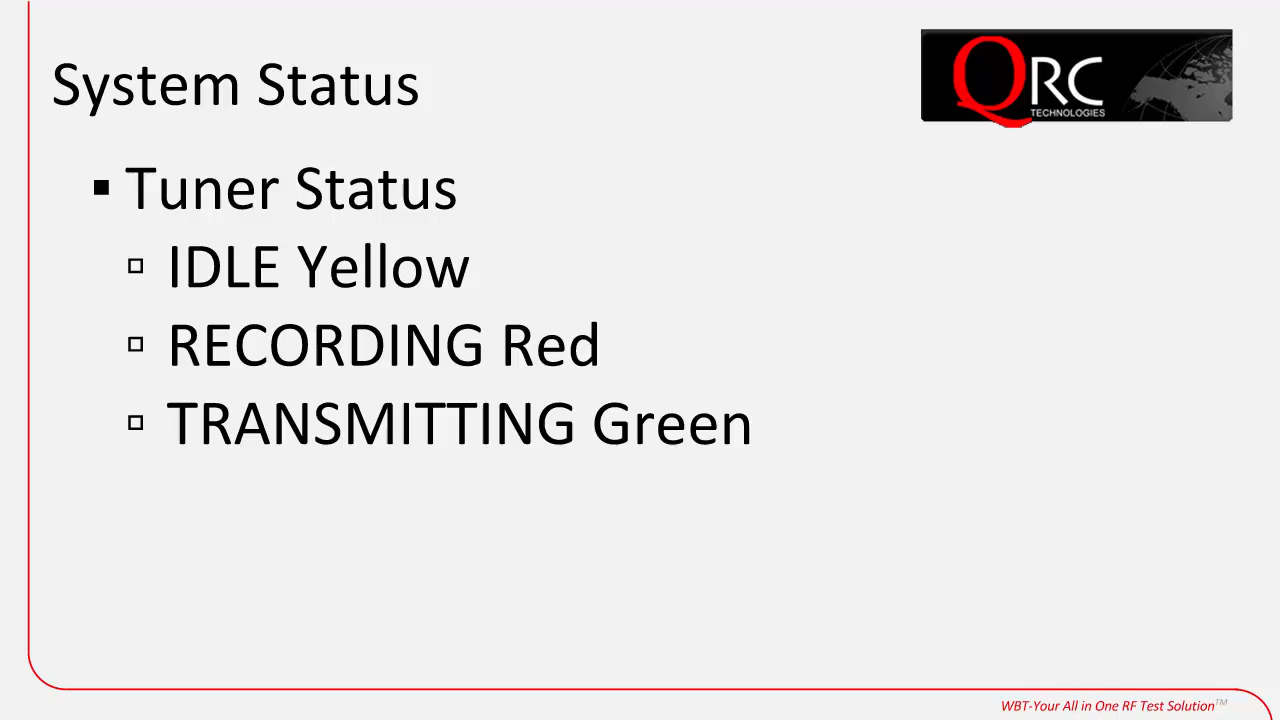 System Status
QRC
TECHNOLOGIES
▪ Tuner Status
▫ IDLE Yellow
▫ RECORDING Red
▫ TRANSMITTING Green
WBT-Your All in One RF Test Solution™